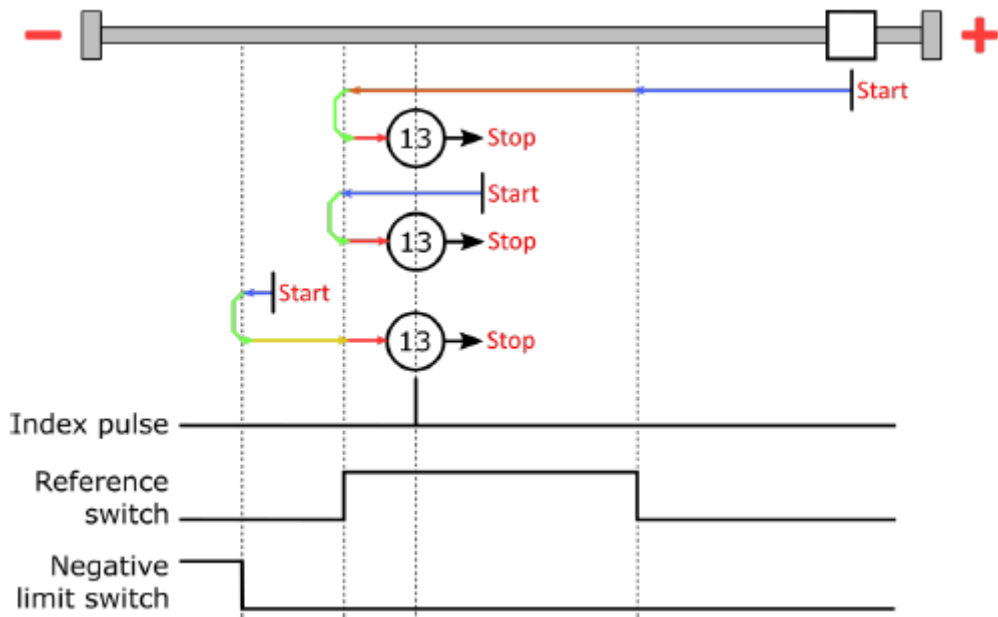 − +
Start
13 Stop
Start
13 Stop
Start
13 Stop
Index pulse
Reference
switch
Negative
limit switch